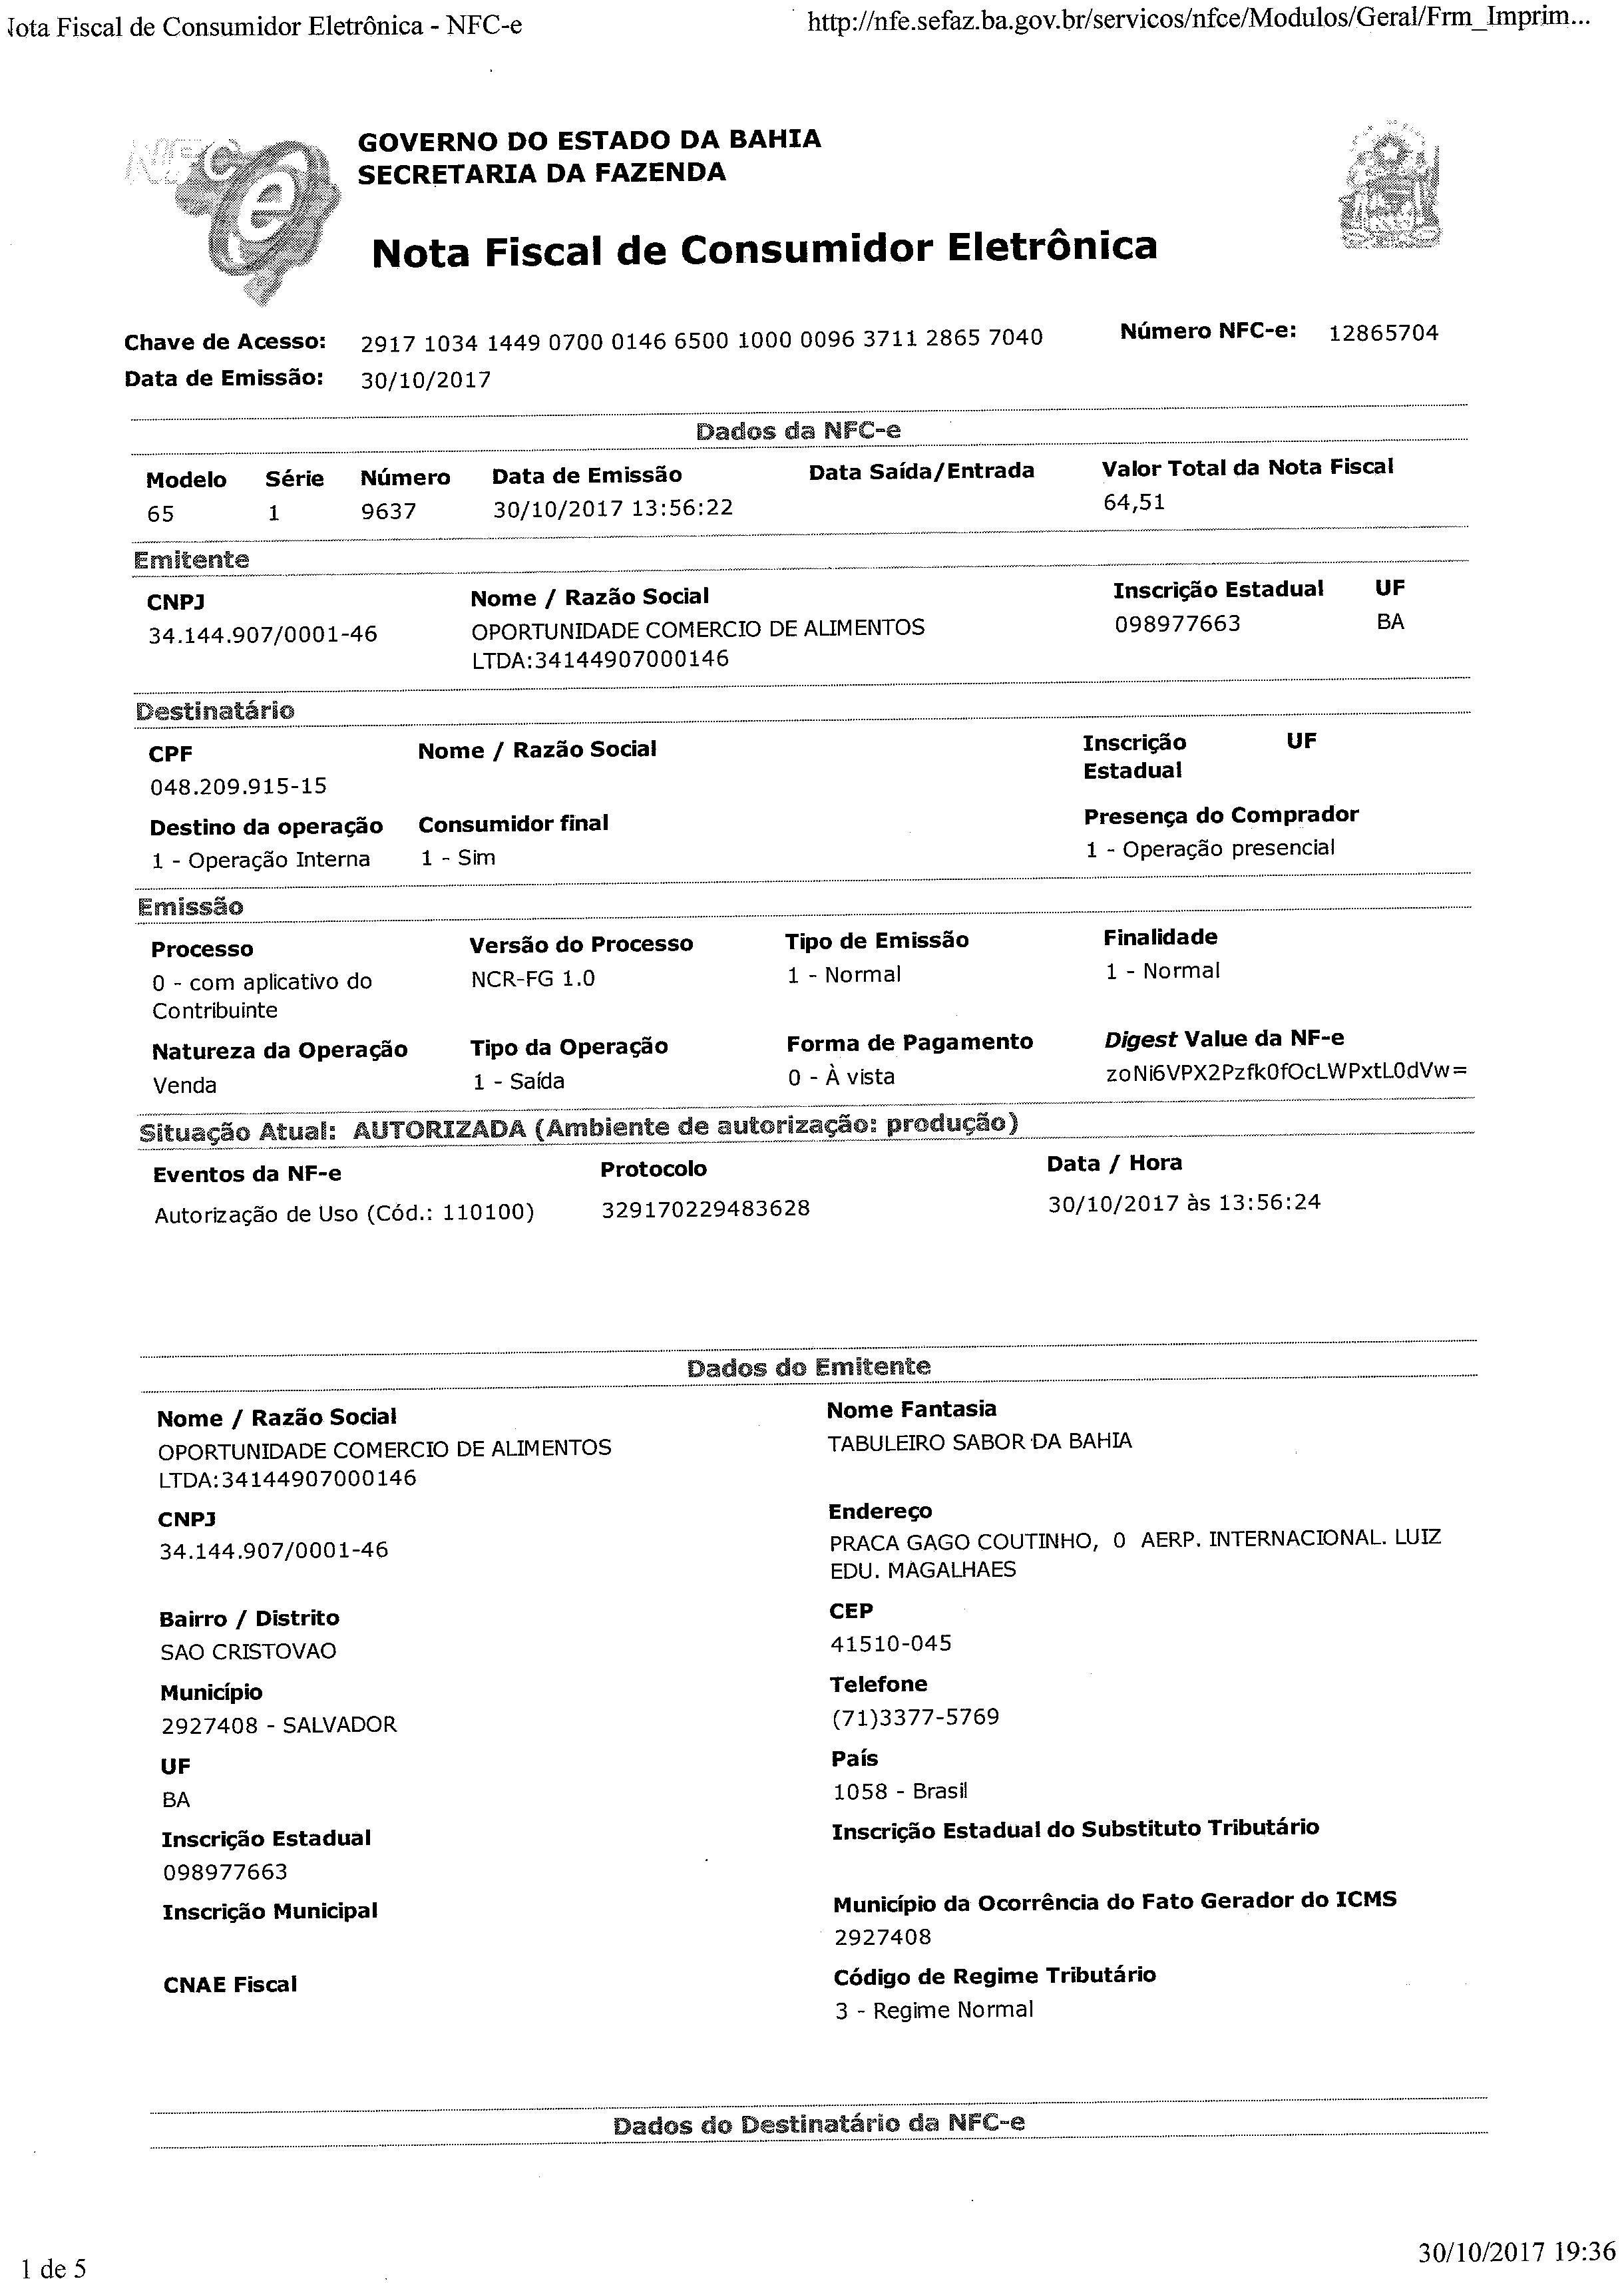 Nota Fiscal de Consumidor Eletrônica - NFC-e
http://nfe.sefaz.ba.gov.br/servicos/nfce/Modulos/Geral/Frm_Imprim...
NFC e
GOVERNO DO ESTADO DA BAHIA
SECRETARIA DA FAZENDA
Nota Fiscal de Consumidor Eletrônica
Chave de Acesso: 2917 1034 1449 0700 0146 6500 1000 0096 3711 2865 7040 Número NFC-e: 12865704
Data de Emissão: 30/10/2017
Dados da NFC-e
Modelo Série Número Data de Emissão Data Saída/Entrada Valor Total da Nota Fiscal
65 1 9637 30/10/2017 13:56:22 64,51
Emitente
CNPJ Nome / Razão Social Inscrição Estadual UF
34.144.907/0001-46 OPORTUNIDADE COMERCIO DE ALIMENTOS 098977663 BA
LTDA:34144907000146
Destinatário
CPF Nome / Razão Social Inscrição UF
Estadual
048.209.915-15
Destino da operação Consumidor final Presença do Comprador
1 - Operação Interna 1 - Sim 1 - Operação presencial
Emissão
Processo Versão do Processo Tipo de Emissão Finalidade
0 - com aplicativo do NCR-FG 1.0 1 - Normal 1 - Normal
Contribuinte
Natureza da Operação Tipo da Operação Forma de Pagamento Digest Value da NF-e
Venda 1 - Saída 0 - À vista zoNi6VPX2Pzfk0fOcLWPxtL0dVw=
Situação Atual: AUTORIZADA (Ambiente de autorização: produção)
Eventos da NF-e Protocolo Data / Hora
Autorização de Uso (Cód.: 110100) 329170229483628 30/10/2017 às 13:56:24
Dados do Emitente
Nome / Razão Social Nome Fantasia
OPORTUNIDADE COMERCIO DE ALIMENTOS TABULEIRO SABOR DA BAHIA
LTDA:34144907000146
CNPJ Endereço
34.144.907/0001-46 PRACA GAGO COUTINHO, 0 AERP. INTERNACIONAL. LUIZ
EDU. MAGALHAES
Bairro / Distrito CEP
SAO CRISTOVAO 41510-045
Município Telefone
2927408 - SALVADOR (71)3377-5769
UF País
BA 1058 - Brasil
Inscrição Estadual Inscrição Estadual do Substituto Tributário
098977663
Inscrição Municipal Município da Ocorrência do Fato Gerador do ICMS
2927408
CNAE Fiscal Código de Regime Tributário
3 - Regime Normal
Dados do Destinatário da NFC-e
1 de 5
30/10/2017 19:36